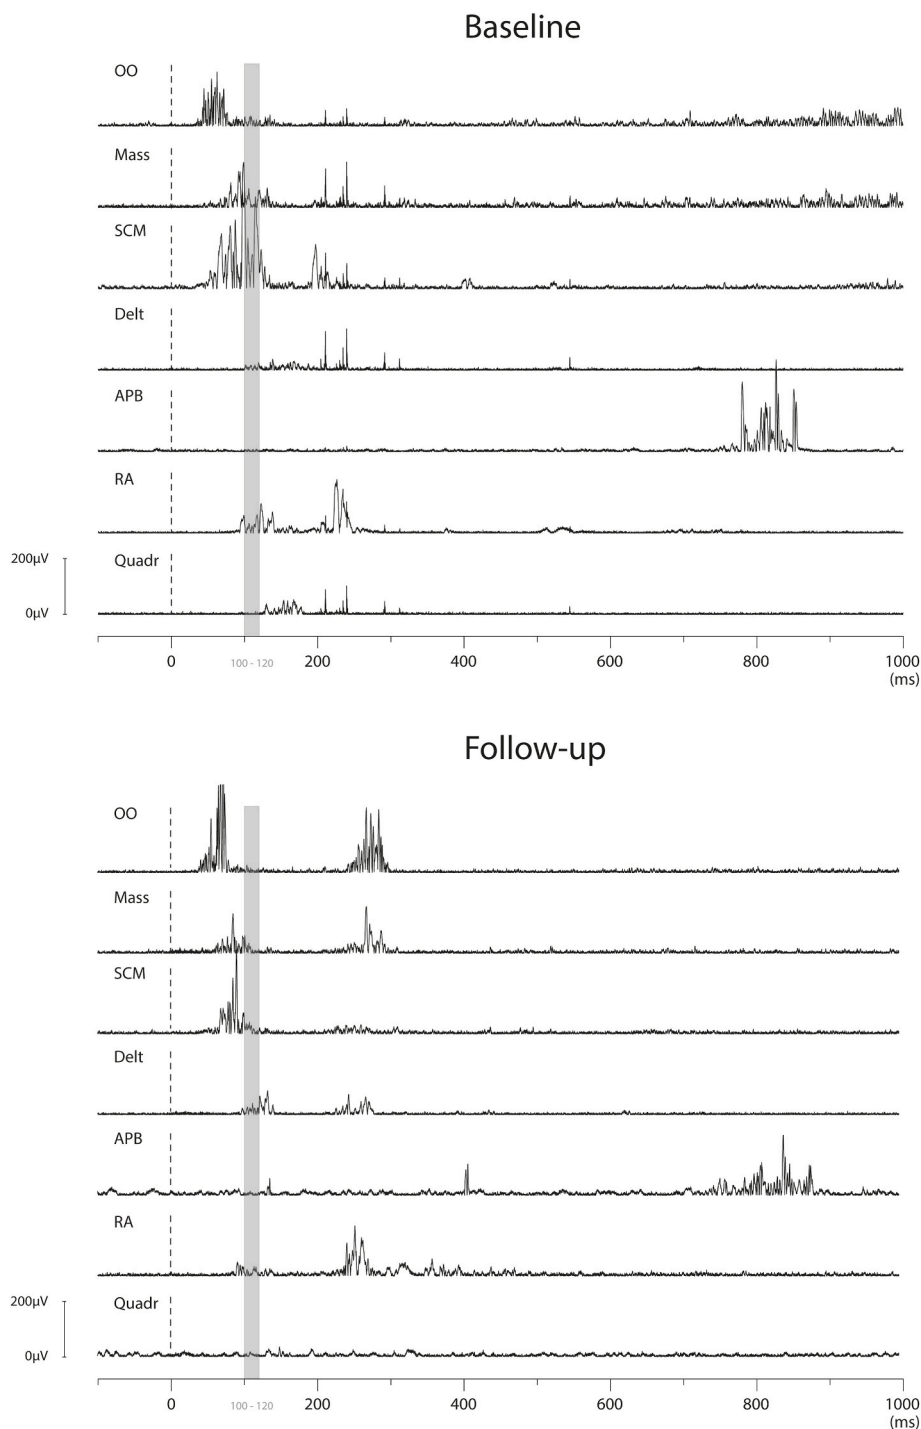 Baseline
OO
Mass
SCM
Delt
APB
RA
200µV
Quadr
0µV
0 100 - 120 200 400 600 800 1000
(ms)
Follow-up
OO
Mass
SCM
Delt
APB
RA
200µV
Quadr
0µV
0 100 - 120 200 400 600 800 1000
(ms)